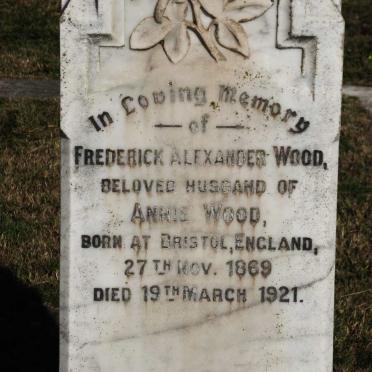 In Loving Memory
of
FREDERICK ALEXANDER WOOD,
BELOVED HUSBAND OF
ANNIE WOOD,
BORN AT BRISTOL, ENGLAND,
27TH NOV. 1869
DIED 19TH MARCH 1921.